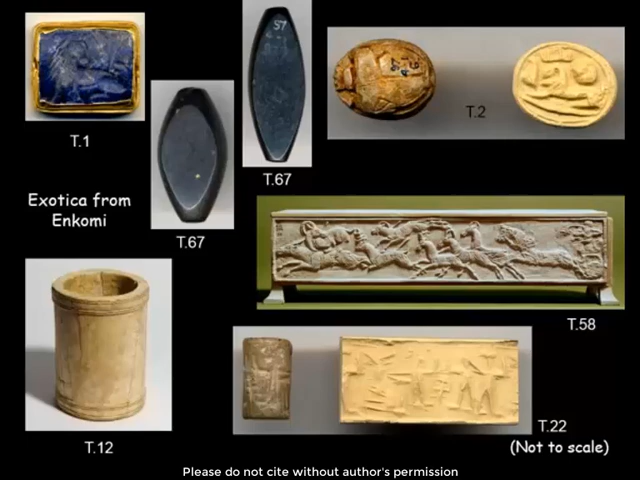 57
T.1
T.2
T.67
Exotica from
Enkomi
T.67
T.58
T.12
T.22
(Not to scale)
Please do not cite without author's permission